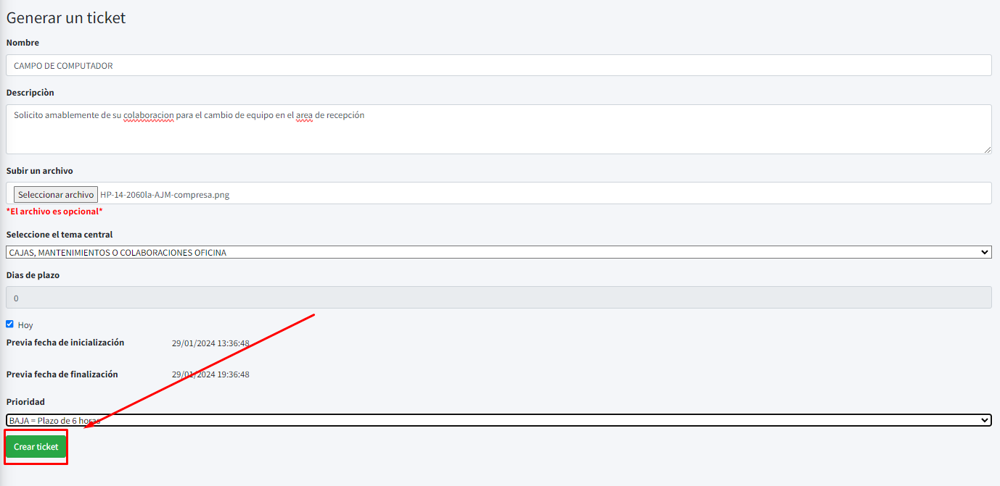 Generar un ticket
Nombre
CAMPO DE COMPUTADOR
Descripciòn
Solicito amablemente de su colaboracion para el cambio de equipo en el area de recepción
Subir un archivo
Seleccionar archivo HP-14-2060la-AJM-compresa.png
*El archivo es opcional*
Seleccione el tema central
CAJAS, MANTENIMIENTOS O COLABORACIONES OFICINA
Dias de plazo
0
Hoy
Previa fecha de inicialización 29/01/2024 13:36:48
Previa fecha de finalización 29/01/2024 19:36:48
Prioridad
BAJA = Plazo de 6 horas
Crear ticket